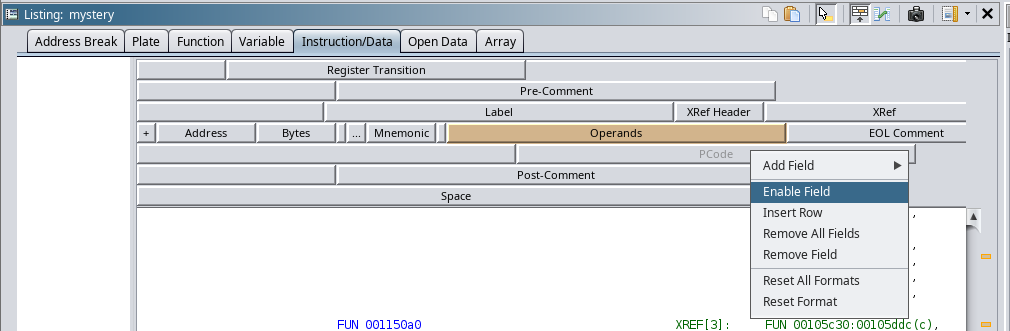 Listing: mystery
Address Break Plate Function Variable Instruction/Data Open Data Array
Register Transition
Pre-Comment
Label XRef Header XRef
+ Address Bytes ... Mnemonic Operands EOL Comment
PCode
Post-Comment
Space
Add Field
Enable Field
Insert Row
Remove All Fields
Remove Field
Reset All Formats
Reset Format
FUN_001150a0 XREF[3]: FUN_00105c30:00105ddc(c),